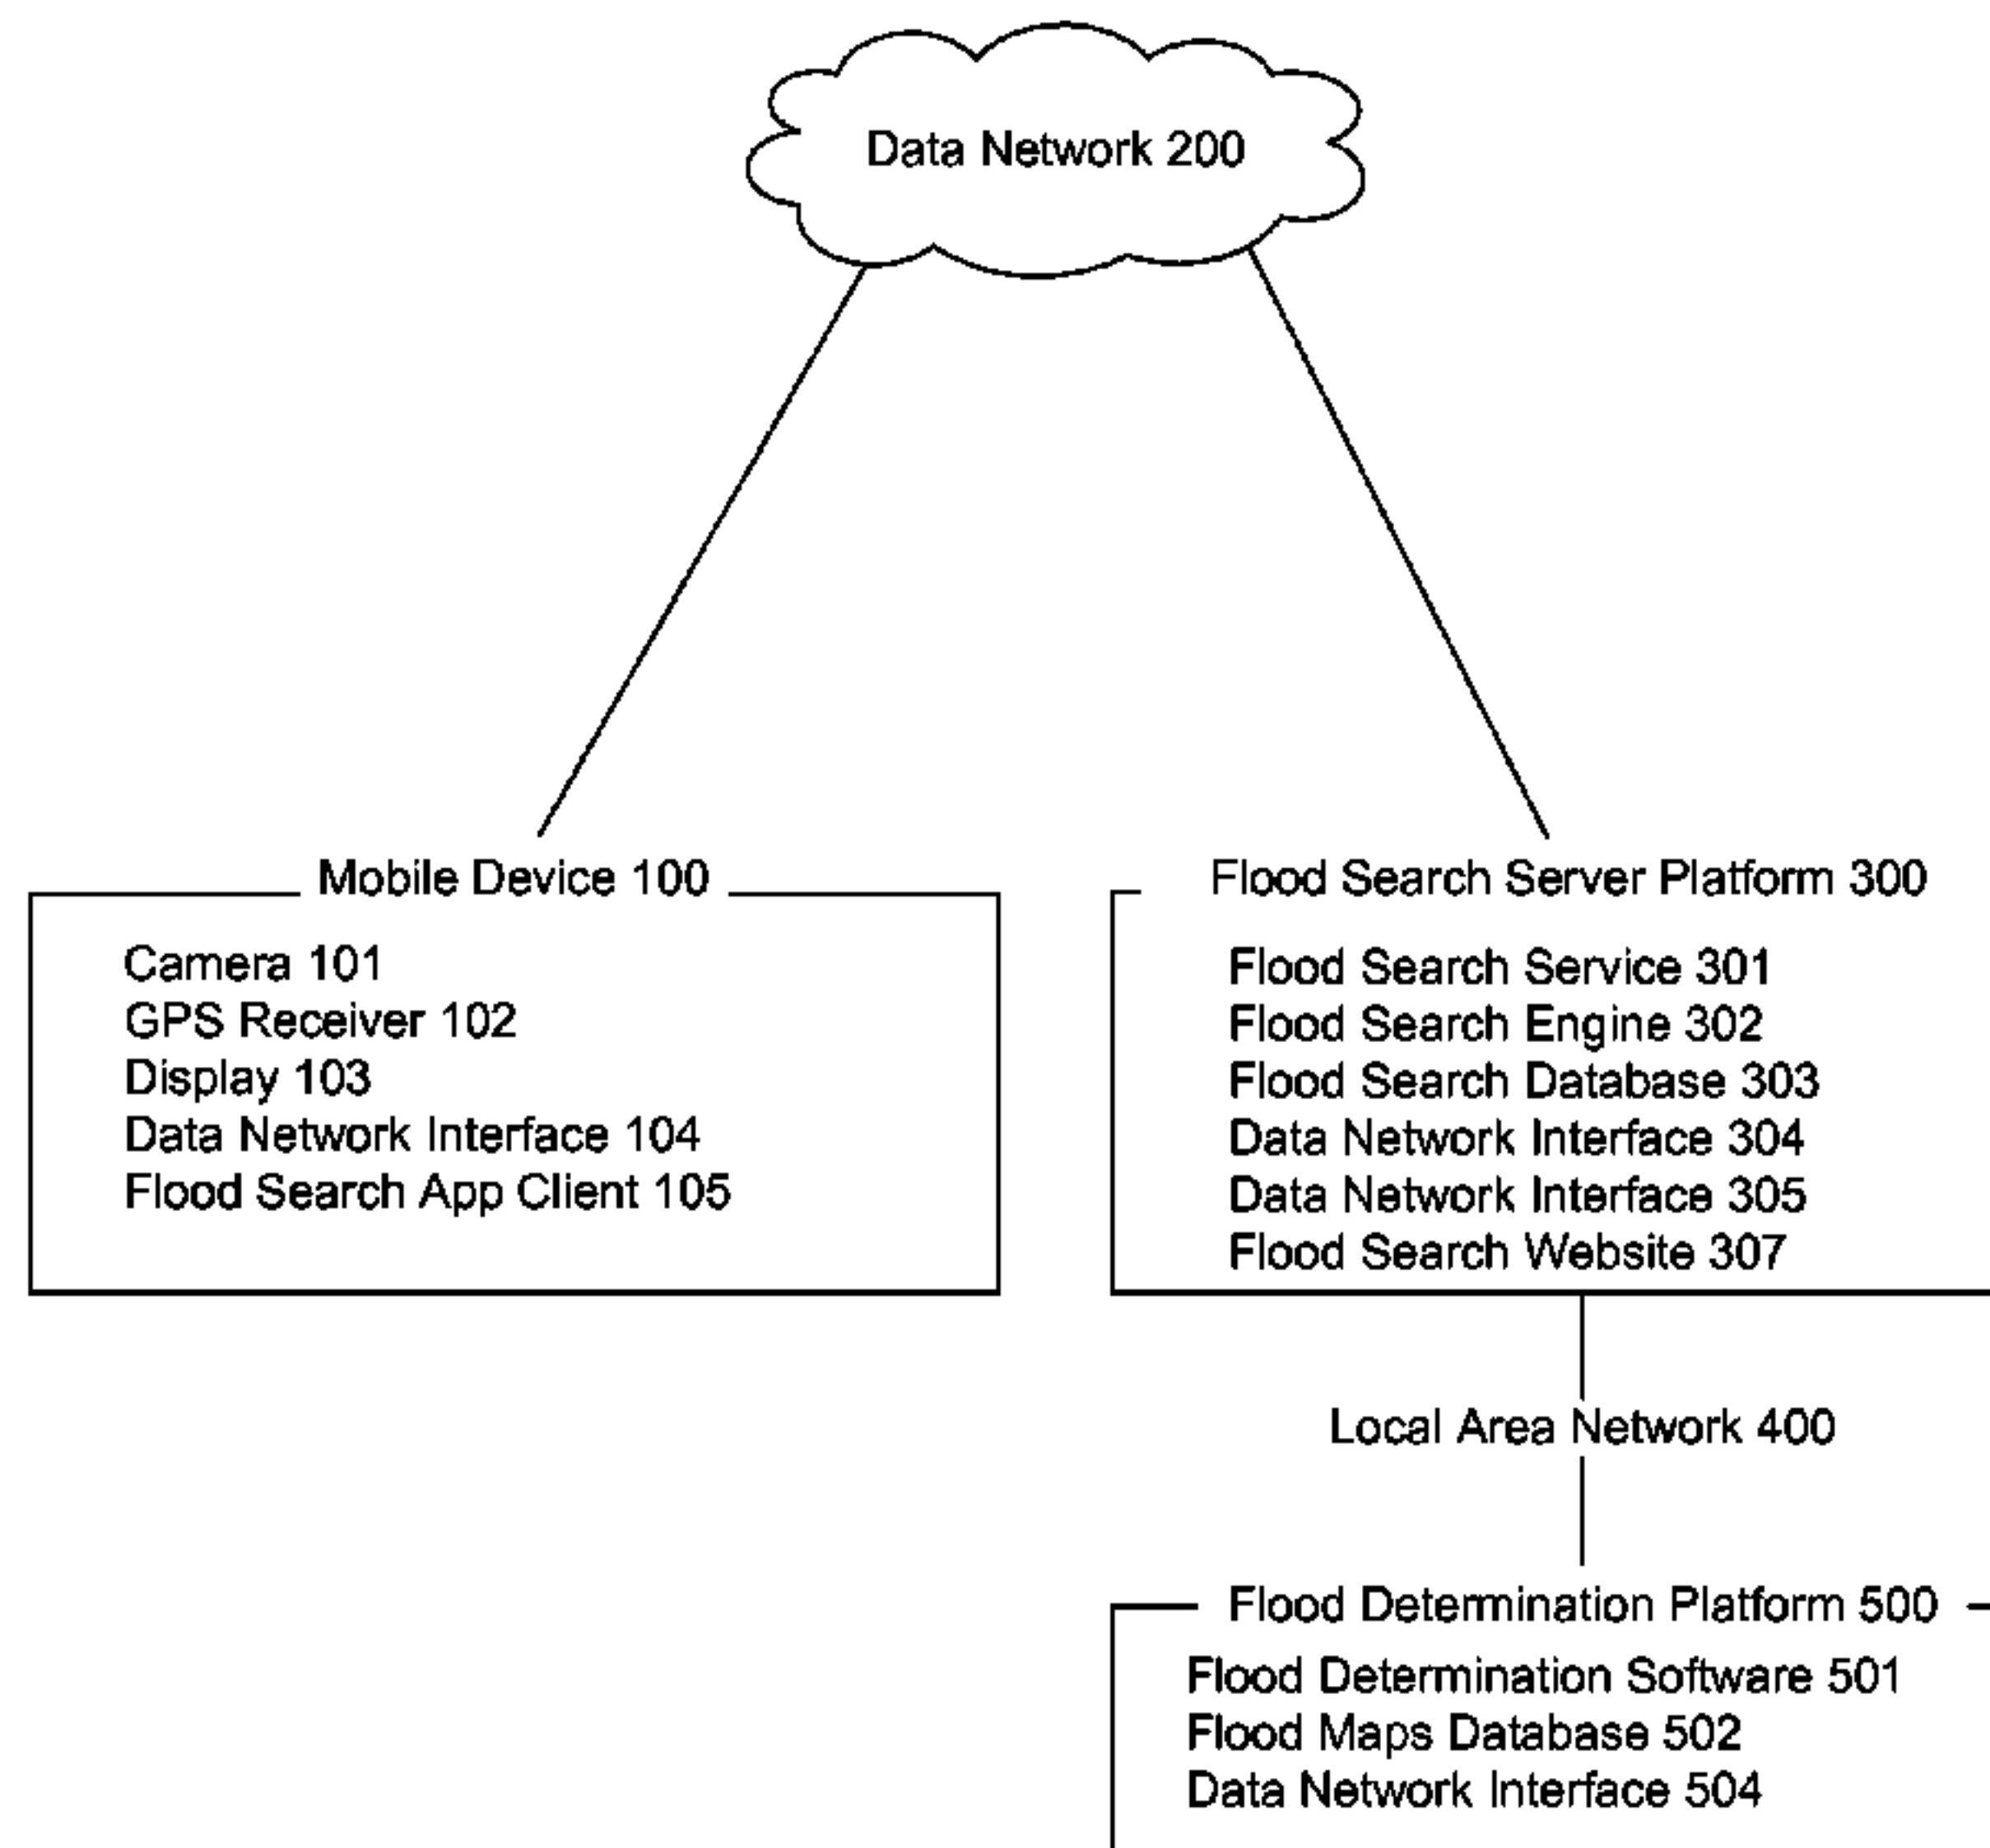 Data Network 200
Mobile Device 100
Camera 101
GPS Receiver 102
Display 103
Data Network Interface 104
Flood Search App Client 105
Flood Search Server Platform 300
Flood Search Service 301
Flood Search Engine 302
Flood Search Database 303
Data Network Interface 304
Data Network Interface 305
Flood Search Website 307
Local Area Network 400
Flood Determination Platform 500
Flood Determination Software 501
Flood Maps Database 502
Data Network Interface 504